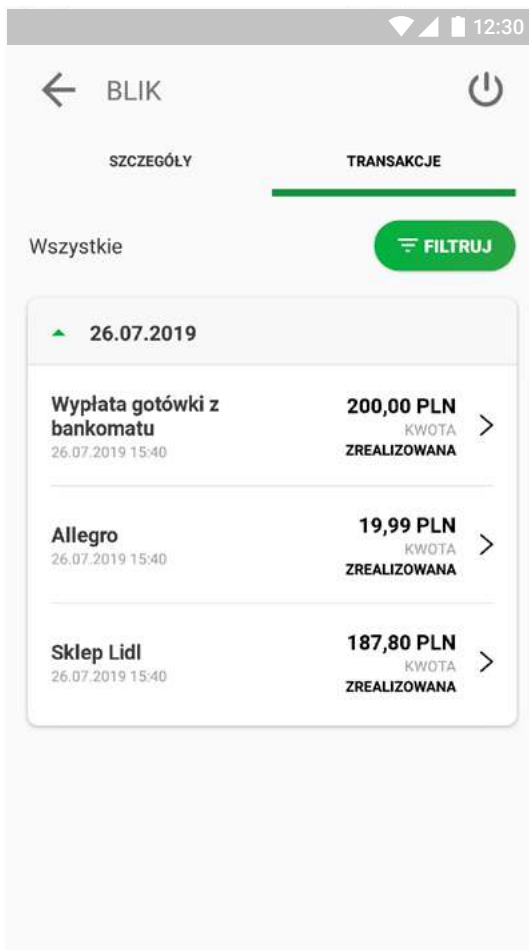 12:30
BLIK
SZCZEGÓŁY TRANSAKCJE
Wszystkie FILTRUJ
26.07.2019
Wypłata gotówki z
bankomatu
26.07.2019 15:40
200,00 PLN
KWOTA
ZREALIZOWANA
Allegro
26.07.2019 15:40
19,99 PLN
KWOTA
ZREALIZOWANA
Sklep Lidl
26.07.2019 15:40
187,80 PLN
KWOTA
ZREALIZOWANA